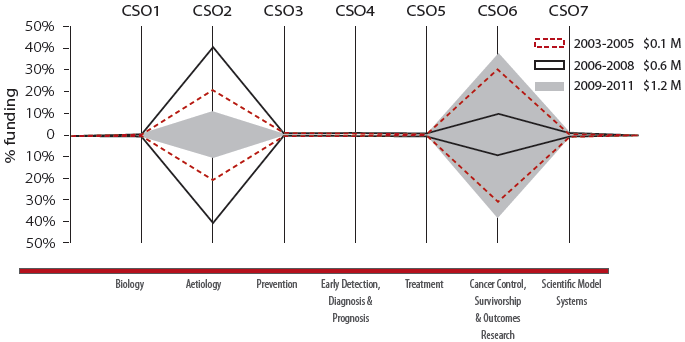 CSO1 CSO2 CSO3 CSO4 CSO5 CSO6 CSO7
50%
40%
30%
20%
10%
0
10%
20%
30%
40%
50%
% funding
2003-2005 $0.1 M
2006-2008 $0.6 M
2009-2011 $1.2 M
Biology
Aetiology
Prevention
Early Detection,
Diagnosis &
Prognosis
Treatment
Cancer Control,
Survivorship
& Outcomes
Research
Scientific Model
Systems